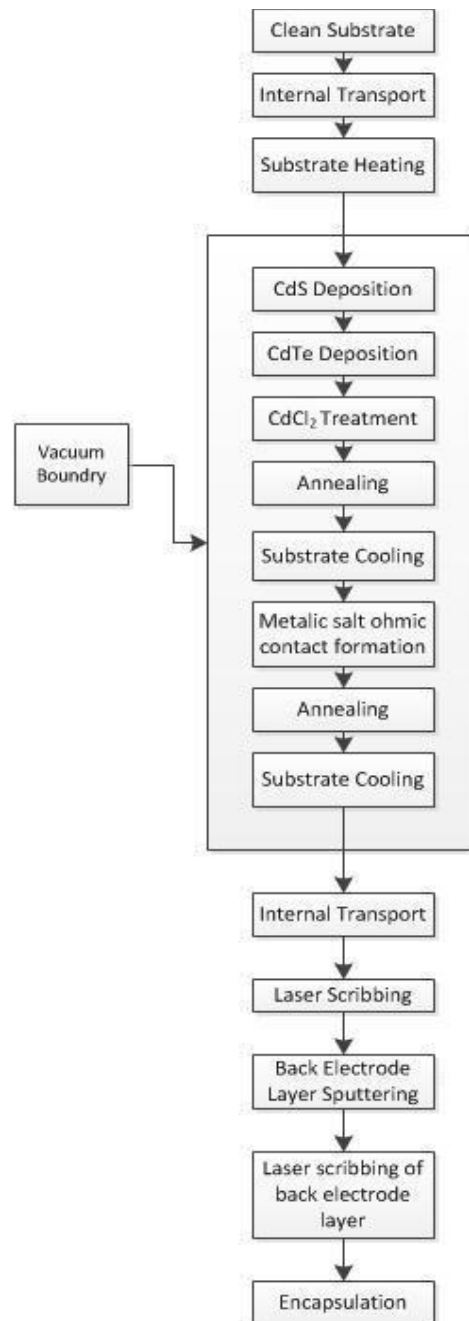 Clean Substrate
Internal Transport
Substrate Heating
CdS Deposition
CdTe Deposition
CdCl₂ Treatment
Vacuum
Boundry
Annealing
Substrate Cooling
Metalic salt ohmic
contact formation
Annealing
Substrate Cooling
Internal Transport
Laser Scribbing
Back Electrode
Layer Sputtering
Laser scribbing of
back electrode
layer
Encapsulation